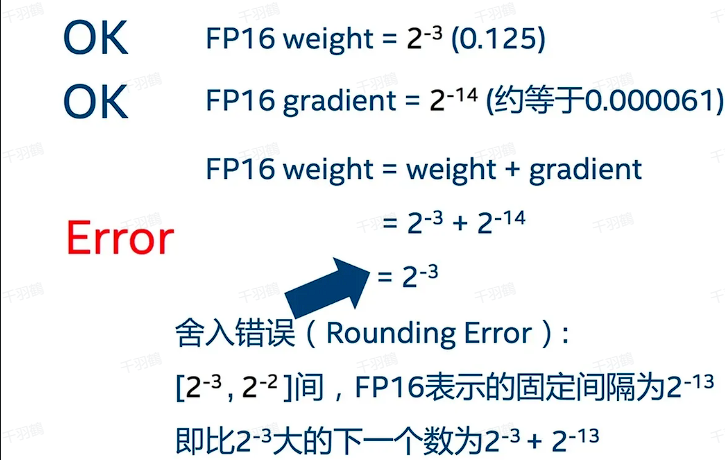 OK FP16 weight = 2⁻³ (0.125)
OK FP16 gradient = 2⁻¹⁴ (约等于0.000061)
FP16 weight = weight + gradient
= 2⁻³ + 2⁻¹⁴
Error
= 2⁻³
舍入错误（Rounding Error）:
[2⁻³, 2⁻²]间，FP16表示的固定间隔为2⁻¹³
即比2⁻³大的下一个数为2⁻³ + 2⁻¹³